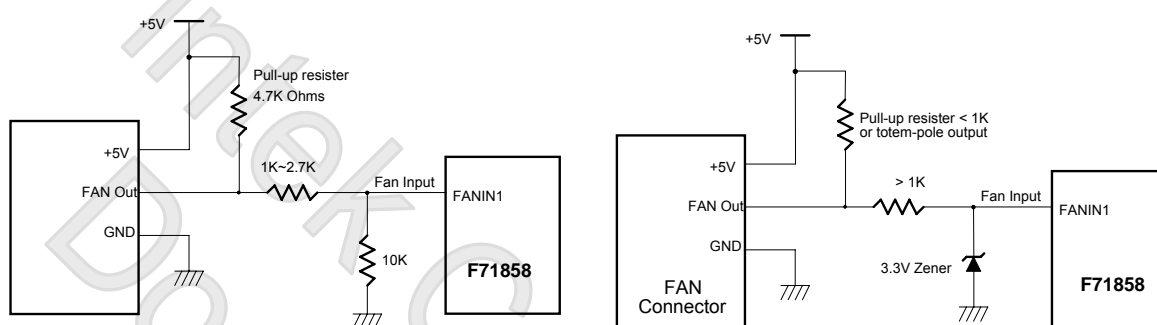 +5V
Pull-up resister
4.7K Ohms
+5V
1K~2.7K
FAN Out
Fan Input
FANIN1
GND
10K
F71858
+5V
Pull-up resister < 1K
or totem-pole output
+5V
> 1K
FAN Out
Fan Input
FANIN1
GND
3.3V Zener
FAN
Connector
F71858
intek